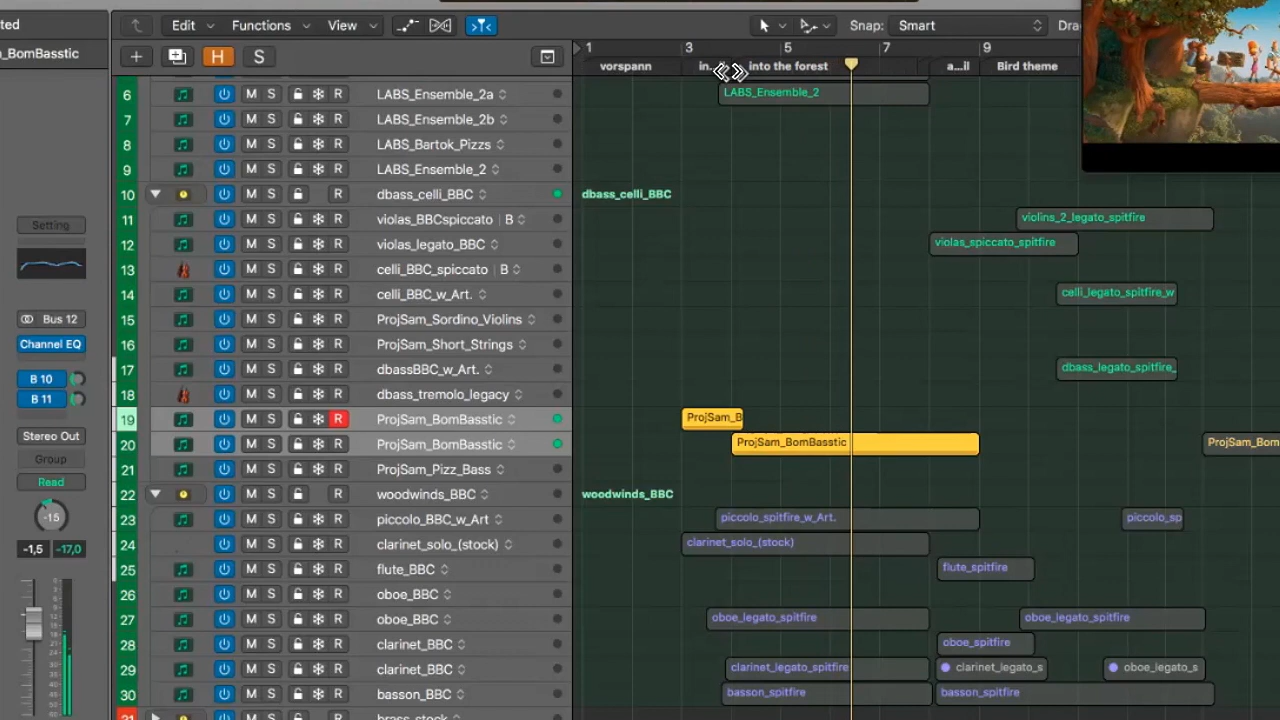 ted
_BomBasstic
Setting
Bus 12
Channel EQ
B 10
B 11
Stereo Out
Group
Read
-15
-1,5 -17,0
Edit Functions View Snap: Smart Dra
H S
1 3 5 7 9
vorspann in. into the forest a...il Bird theme
6 M S R LABS_Ensemble_2a LABS_Ensemble_2
7 M S R LABS_Ensemble_2b
8 M S R LABS_Bartok_Pizzs
9 M S R LABS_Ensemble_2
10 M S R dbass_celli_BBC dbass_celli_BBC
11 M S R violas_BBCspiccato | B violins_2_legato_spitfire
12 M S R violas_legato_BBC violas_spiccato_spitfire
13 M S R celli_BBC_spiccato | B
14 M S R celli_BBC_w_Art. celli_legato_spitfire_w
15 M S R ProjSam_Sordino_Violins
16 M S R ProjSam_Short_Strings
17 M S R dbassBBC_w_Art. dbass_legato_spitfire_
18 M S R dbass_tremolo_legacy
19 M S R ProjSam_BomBasstic ProjSam_B
20 M S R ProjSam_BomBasstic ProjSam_BomBasstic ProjSam_Bom
21 M S R ProjSam_Pizz_Bass
22 M S R woodwinds_BBC woodwinds_BBC
23 M S R piccolo_BBC_w_Art piccolo_spitfire_w_Art. piccolo_sp
24 M S R clarinet_solo_(stock) clarinet_solo_(stock)
25 M S R flute_BBC flute_spitfire
26 M S R oboe_BBC
27 M S R oboe_BBC oboe_legato_spitfire oboe_legato_spitfire
28 M S R clarinet_BBC oboe_spitfire
29 M S R clarinet_BBC clarinet_legato_spitfire clarinet_legato_s oboe_legato_s
30 M S R basson_BBC basson_spitfire basson_spitfire
31 brass_stock